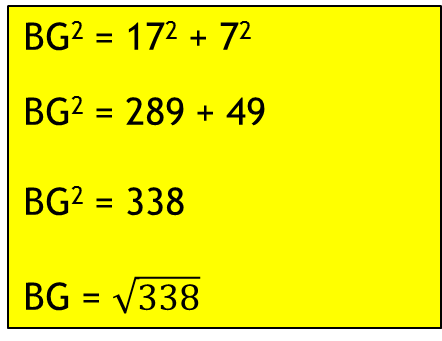 BG² = 17² + 7²
BG² = 289 + 49
BG² = 338
BG = √338